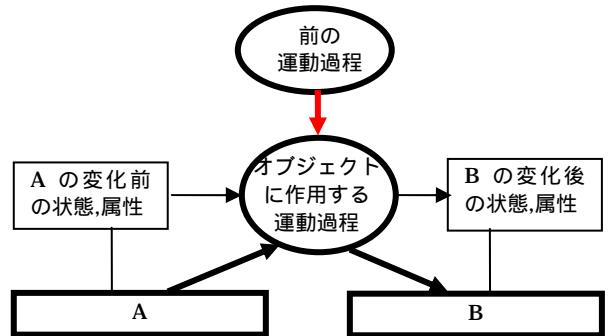 前の
運動過程
オブジェクト
に作用する
運動過程
A の変化前
の状態,属性
B の変化後
の状態,属性
A
B